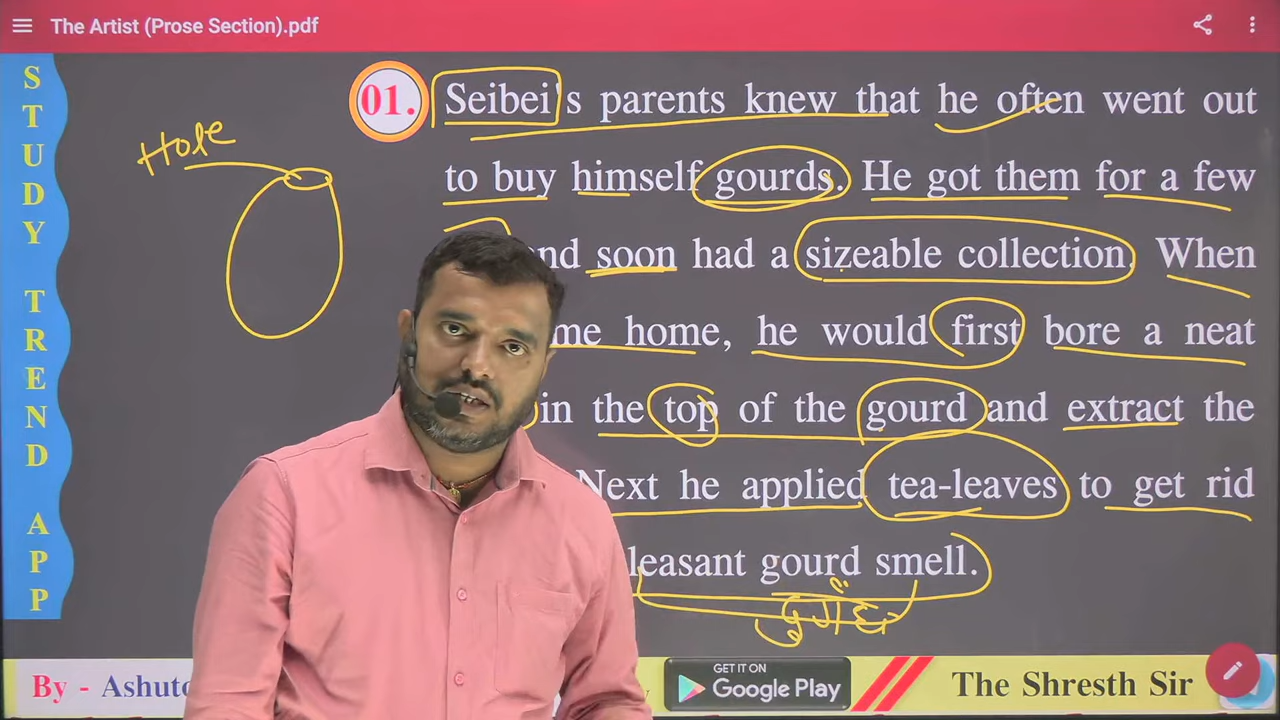 The Artist (Prose Section).pdf
STUDY TREND APP
Hole
01. Seibei's parents knew that he often went out
to buy himself gourds. He got them for a few
and soon had a sizeable collection. When
home, he would first bore a neat
in the top of the gourd and extract the
Next he applied tea-leaves to get rid
gourd smell.
By - Ashuto
GET IT ON
Google Play
The Shresth Sir